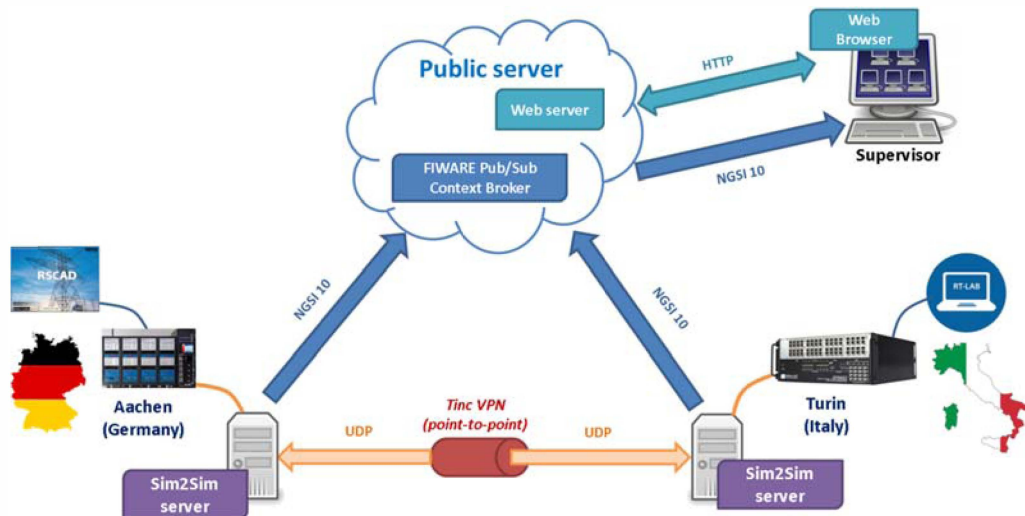 Web
Browser
Public server
HTTP
Web server
Supervisor
FIWARE Pub/Sub
Context Broker
NGSI 10
RSCAD
NGSI 10
NGSI 10
RT-LAB
Aachen
(Germany)
Tinc VPN
(point-to-point)
Turin
(Italy)
UDP
UDP
Sim2Sim
server
Sim2Sim
server